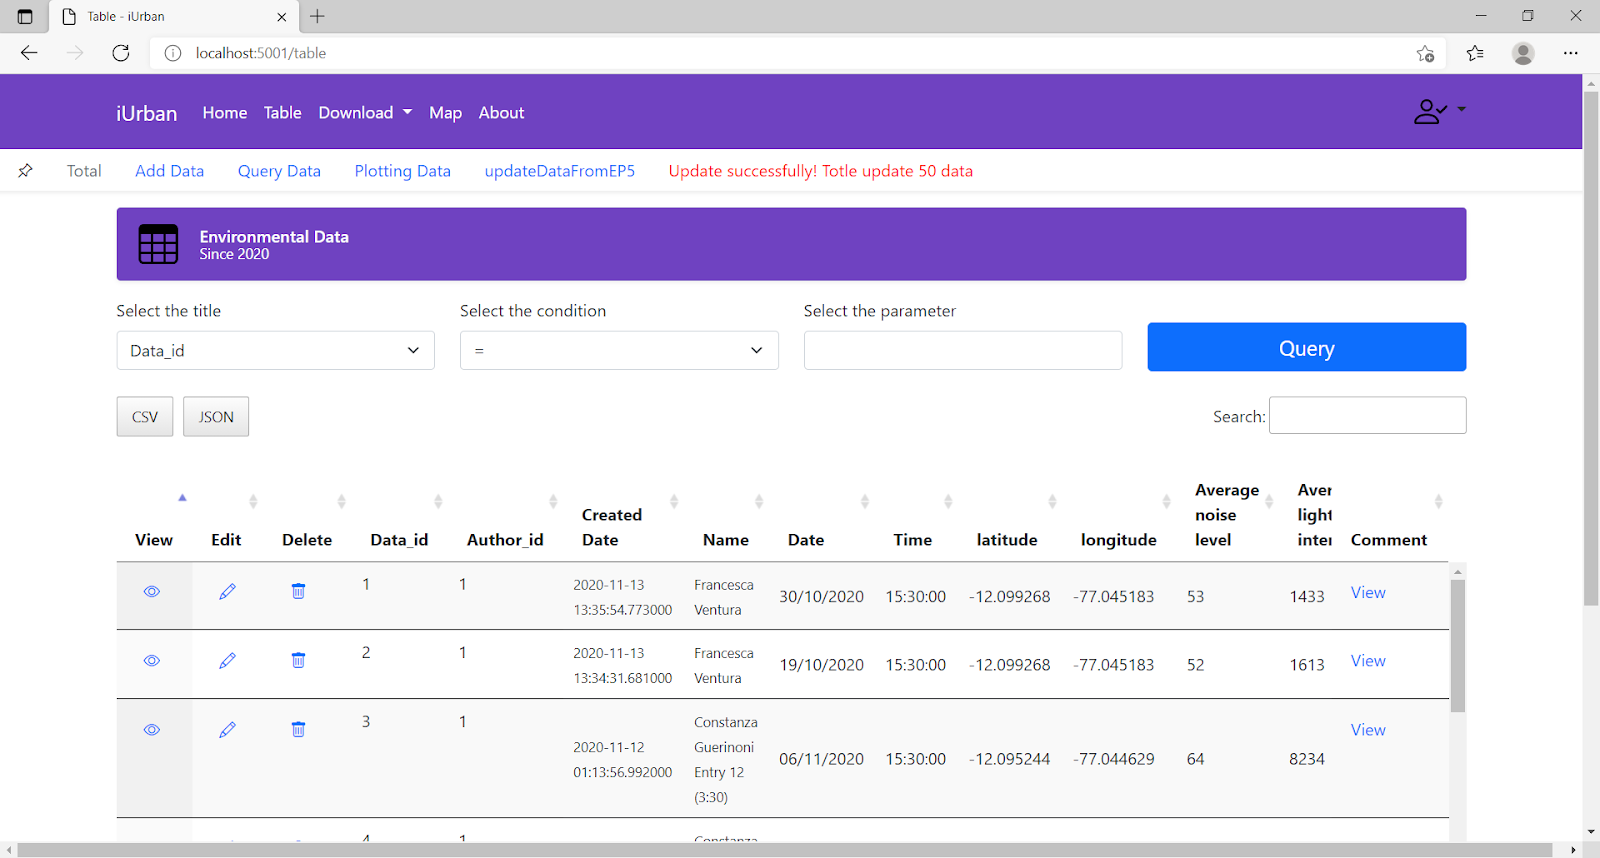 Table - iUrban
localhost:5001/table
iUrban Home Table Download Map About
Total Add Data Query Data Plotting Data updateDataFromEP5 Update successfully! Totle update 50 data
Environmental Data
Since 2020
Select the title Select the condition Select the parameter
Data_id = Query
CSV JSON Search:
View Edit Delete Data_id Author_id Created Date Name Date Time latitude longitude Average noise level Aver light inter Comment
1 1 2020-11-13 13:35:54.773000 Francesca Ventura 30/10/2020 15:30:00 -12.099268 -77.045183 53 1433 View
2 1 2020-11-13 13:34:31.681000 Francesca Ventura 19/10/2020 15:30:00 -12.099268 -77.045183 52 1613 View
3 1 2020-11-12 01:13:56.992000 Constanza Guerinoni Entry 12 (3:30) 06/11/2020 15:30:00 -12.095244 -77.044629 64 8234 View
4 1 Constanza